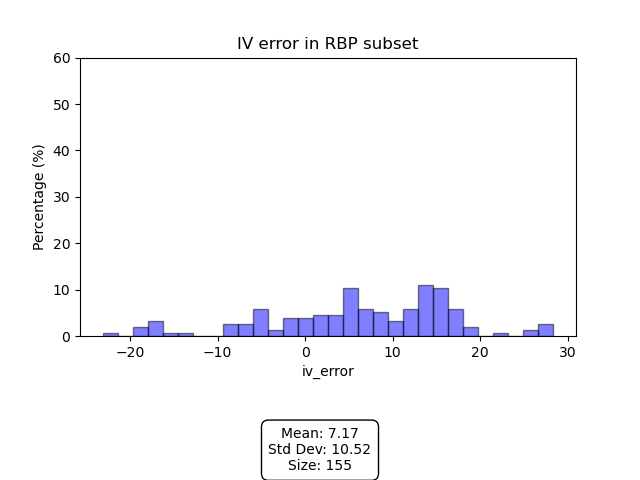 IV error in RBP subset
60
50
40
30
20
10
0
Percentage (%)
−20 −10 0 10 20 30
iv_error
Mean: 7.17
Std Dev: 10.52
Size: 155